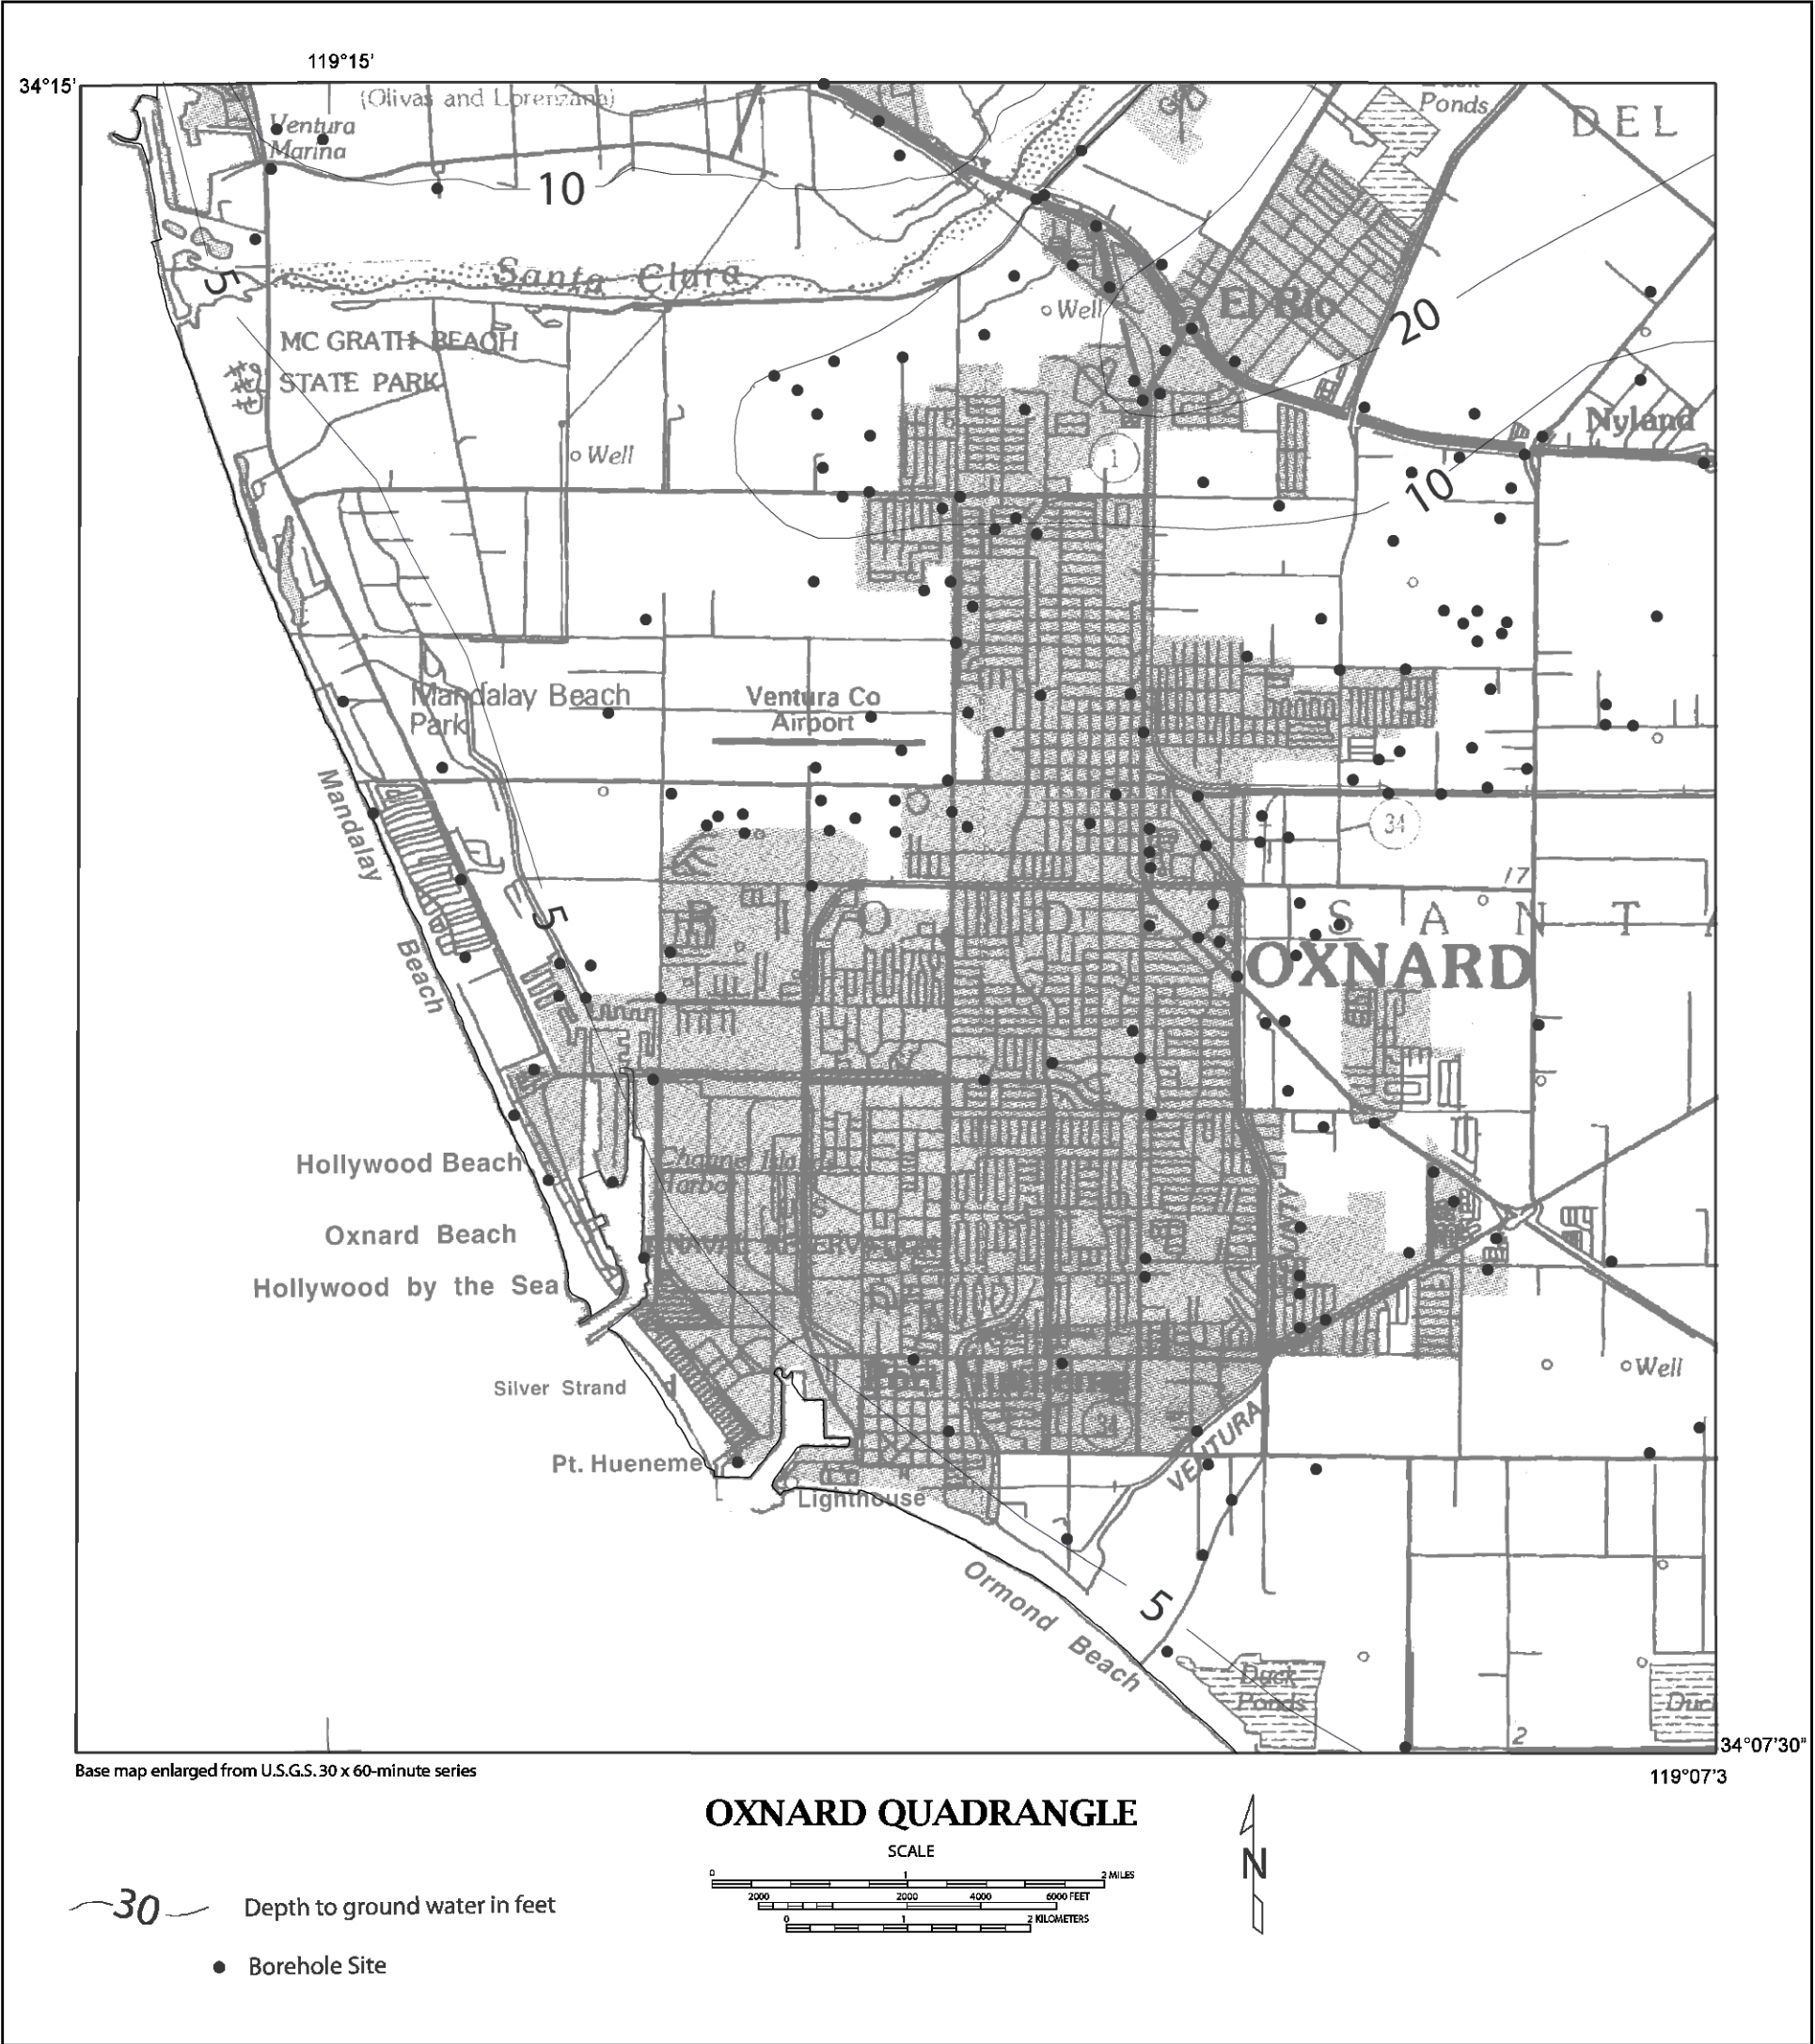 119°15'
34°15'
(Olivas and Lorenzana)
Ponds
DEL
Ventura
Marina
10
Santa Clara
5
Well
El Rio
20
MC GRATH BEACH
STATE PARK
Nyland
Well
1
10
Mandalay Beach
Park
Ventura Co
Airport
Mandalay
Beach
34
17
5
O
D
S A N T A
OXNARD
Hollywood Beach
Harbor
Oxnard Beach
Hollywood by the Sea
Silver Strand
Well
34
VENTURA
Pt. Hueneme
Lighthouse
Ormond Beach
5
Duck
Ponds
Duc
2
34°07'30"
Base map enlarged from U.S.G.S. 30 x 60-minute series
119°07'3
OXNARD QUADRANGLE
SCALE
0 1 2 MILES
2000 2000 4000 6000 FEET
0 1 2 KILOMETERS
N
30 Depth to ground water in feet
Borehole Site